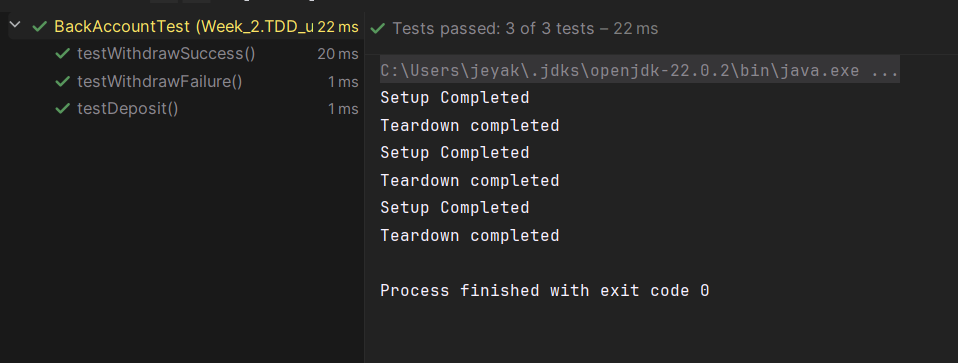 BackAccountTest (Week_2.TDD_u 22 ms
testWithdrawSuccess() 20 ms
testWithdrawFailure() 1 ms
testDeposit() 1 ms
Tests passed: 3 of 3 tests – 22 ms
C:\Users\jeyak\.jdks\openjdk-22.0.2\bin\java.exe ...
Setup Completed
Teardown completed
Setup Completed
Teardown completed
Setup Completed
Teardown completed
Process finished with exit code 0